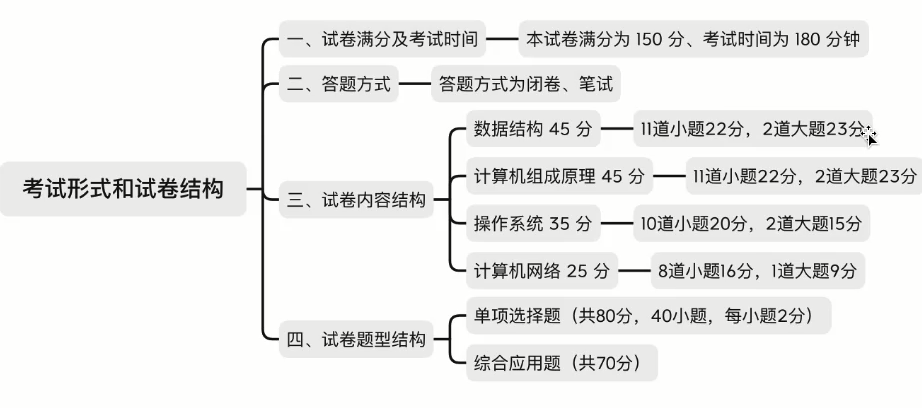 考试形式和试卷结构
一、试卷满分及考试时间
本试卷满分为 150 分、考试时间为 180 分钟
二、答题方式
答题方式为闭卷、笔试
三、试卷内容结构
数据结构 45 分
11道小题22分，2道大题23分
计算机组成原理 45 分
11道小题22分，2道大题23分
操作系统 35 分
10道小题20分，2道大题15分
计算机网络 25 分
8道小题16分，1道大题9分
四、试卷题型结构
单项选择题（共80分，40小题，每小题2分）
综合应用题（共70分）